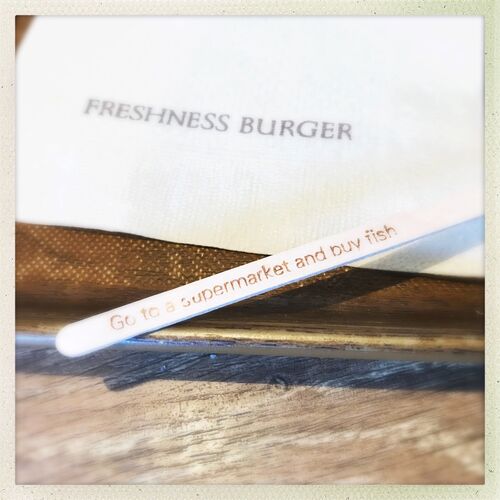 FRESHNESS BURGER
Go to a supermarket and buy fish